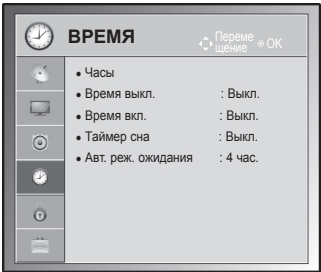 ВРЕМЯ
Переме
щение
OK
• Часы
• Время выкл. : Выкл.
• Время вкл. : Выкл.
• Таймер сна : Выкл.
• Авт. реж. ожидания : 4 час.